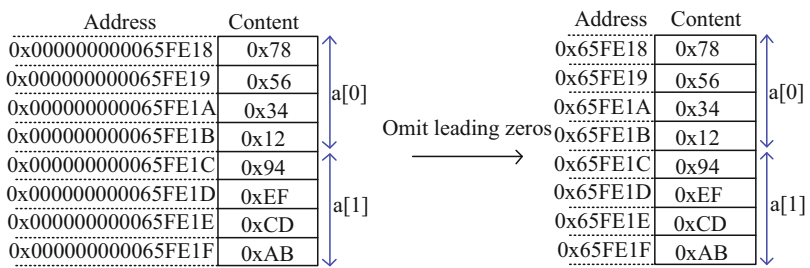 Address Content Address Content
0x000000000065FE18 0x78 0x65FE18 0x78
0x000000000065FE19 0x56 0x65FE19 0x56
a[0] a[0]
0x000000000065FE1A 0x34 0x65FE1A 0x34
0x000000000065FE1B 0x12 Omit leading zeros 0x65FE1B 0x12
0x000000000065FE1C 0x94 0x65FE1C 0x94
0x000000000065FE1D 0xEF 0x65FE1D 0xEF
a[1] a[1]
0x000000000065FE1E 0xCD 0x65FE1E 0xCD
0x000000000065FE1F 0xAB 0x65FE1F 0xAB